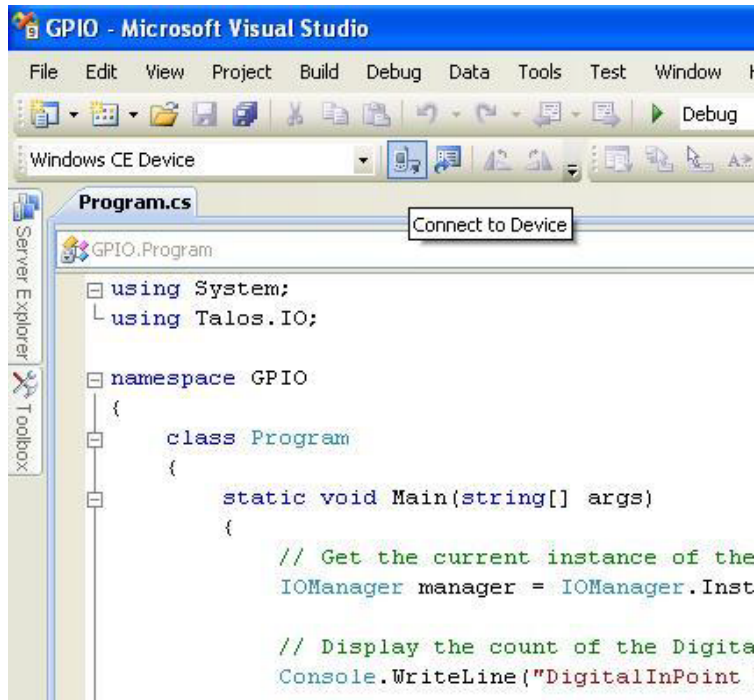 GPIO - Microsoft Visual Studio
File Edit View Project Build Debug Data Tools Test Window
Debug
Windows CE Device
Program.cs
Connect to Device
GPIO.Program
Server Explorer
Toolbox
using System;
using Talos.IO;
namespace GPIO
{
class Program
{
static void Main(string[] args)
{
// Get the current instance of the
IOManager manager = IOManager.Inst
// Display the count of the Digita
Console.WriteLine("DigitalInPoint